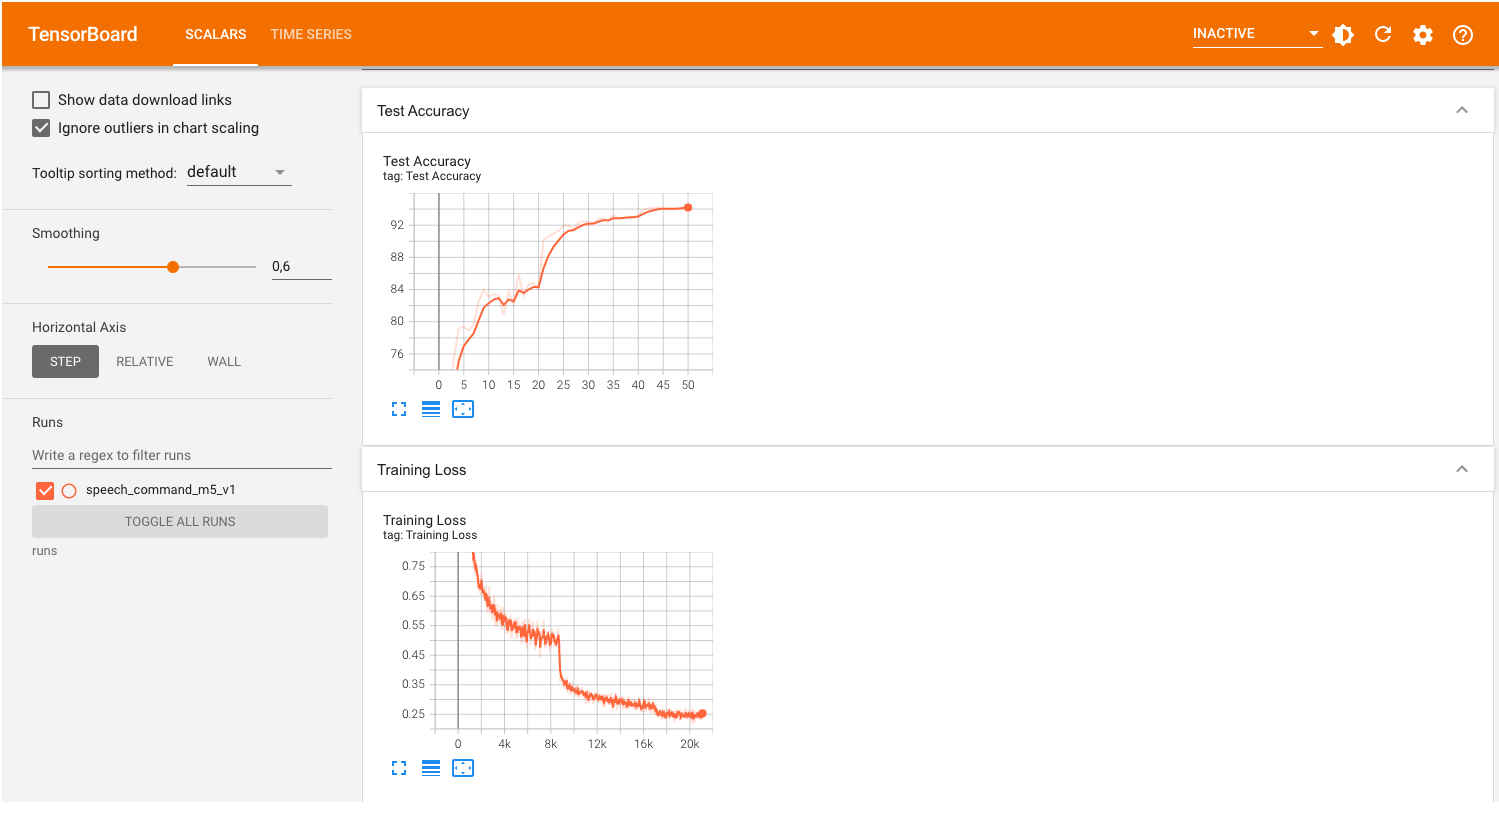 TensorBoard SCALARS TIME SERIES INACTIVE
Show data download links
Ignore outliers in chart scaling
Tooltip sorting method: default
Smoothing
0,6
Horizontal Axis
STEP RELATIVE WALL
Runs
Write a regex to filter runs
speech_command_m5_v1
TOGGLE ALL RUNS
runs
Test Accuracy
Test Accuracy
tag: Test Accuracy
92
88
84
80
76
0 5 10 15 20 25 30 35 40 45 50
Training Loss
Training Loss
tag: Training Loss
0.75
0.65
0.55
0.45
0.35
0.25
0 4k 8k 12k 16k 20k